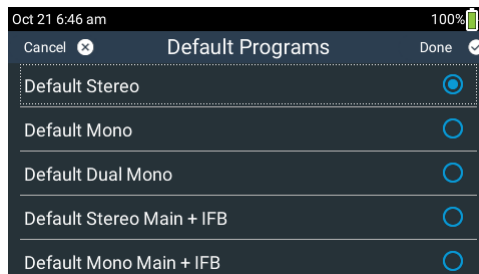 Oct 21 6:46 am 100%
Cancel Default Programs Done
Default Stereo
Default Mono
Default Dual Mono
Default Stereo Main + IFB
Default Mono Main + IFB